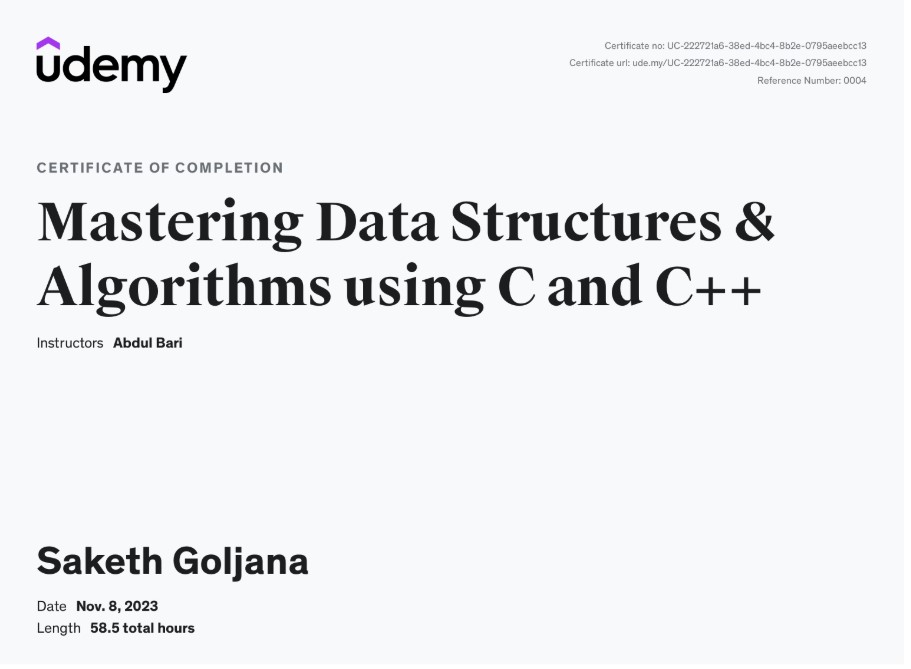 udemy
Certificate no: UC-222721a6-38ed-4bc4-8b2e-0795aeebcc13
Certificate url: ude.my/UC-222721a6-38ed-4bc4-8b2e-0795aeebcc13
Reference Number: 0004
CERTIFICATE OF COMPLETION
Mastering Data Structures &
Algorithms using C and C++
Instructors Abdul Bari
Saketh Goljana
Date Nov. 8, 2023
Length 58.5 total hours